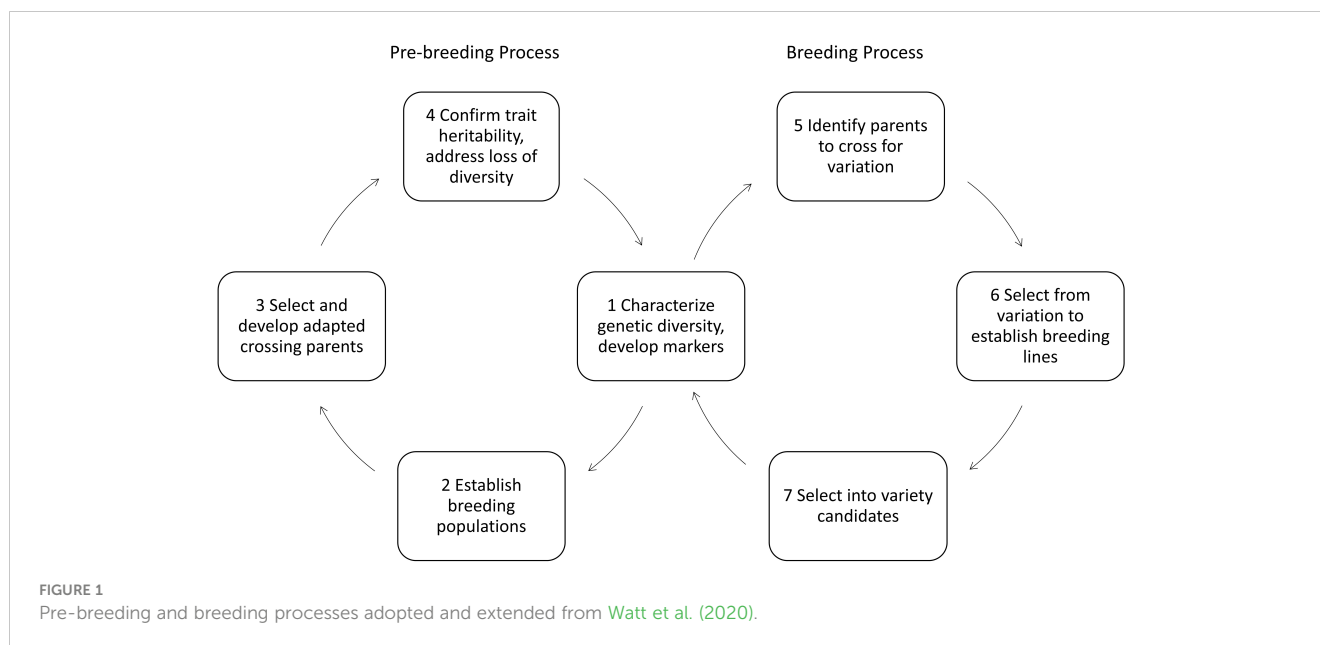 Pre-breeding Process
Breeding Process
4 Confirm trait
heritability,
address loss of
diversity
5 Identify parents
to cross for
variation
3 Select and
develop adapted
crossing parents
1 Characterize
genetic diversity,
develop markers
6 Select from
variation to
establish breeding
lines
2 Establish
breeding
populations
7 Select into variety
candidates
FIGURE 1
Pre-breeding and breeding processes adopted and extended from Watt et al. (2020).